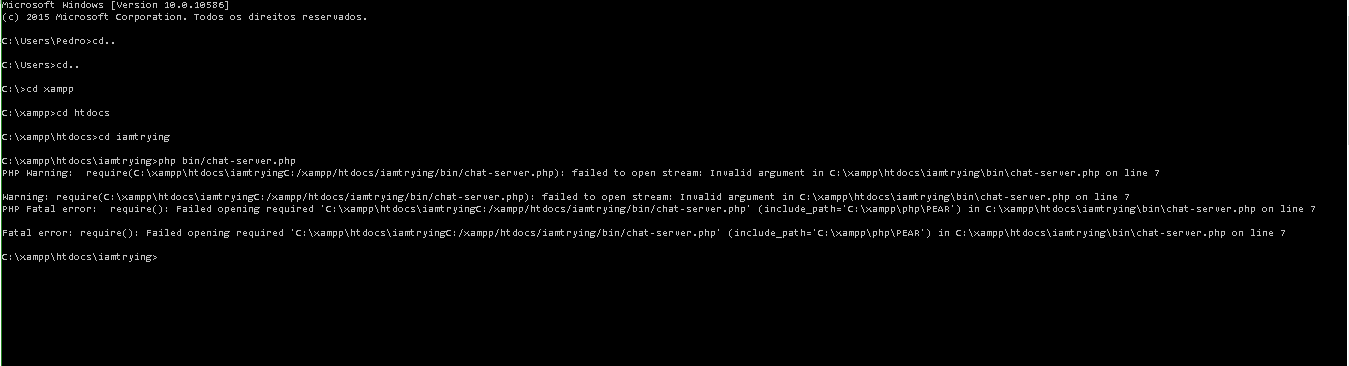 Microsoft Windows [Version 10.0.10586]
(c) 2015 Microsoft Corporation. Todos os direitos reservados.
C:\Users\Pedro>cd..
C:\Users>cd..
C:\>cd xampp
C:\xampp>cd htdocs
C:\xampp\htdocs>cd iamtrying
C:\xampp\htdocs\iamtrying>php bin/chat-server.php
PHP Warning:  require(C:\xampp\htdocs\iamtryingC:/xampp/htdocs/iamtrying/bin/chat-server.php): failed to open stream: Invalid argument in C:\xampp\htdocs\iamtrying\bin\chat-server.php on line 7
Warning: require(C:\xampp\htdocs\iamtryingC:/xampp/htdocs/iamtrying/bin/chat-server.php): failed to open stream: Invalid argument in C:\xampp\htdocs\iamtrying\bin\chat-server.php on line 7
PHP Fatal error:  require(): Failed opening required 'C:\xampp\htdocs\iamtryingC:/xampp/htdocs/iamtrying/bin/chat-server.php' (include_path='C:\xampp\php\PEAR') in C:\xampp\htdocs\iamtrying\bin\chat-server.php on line 7
Fatal error: require(): Failed opening required 'C:\xampp\htdocs\iamtryingC:/xampp/htdocs/iamtrying/bin/chat-server.php' (include_path='C:\xampp\php\PEAR') in C:\xampp\htdocs\iamtrying\bin\chat-server.php on line 7
C:\xampp\htdocs\iamtrying>